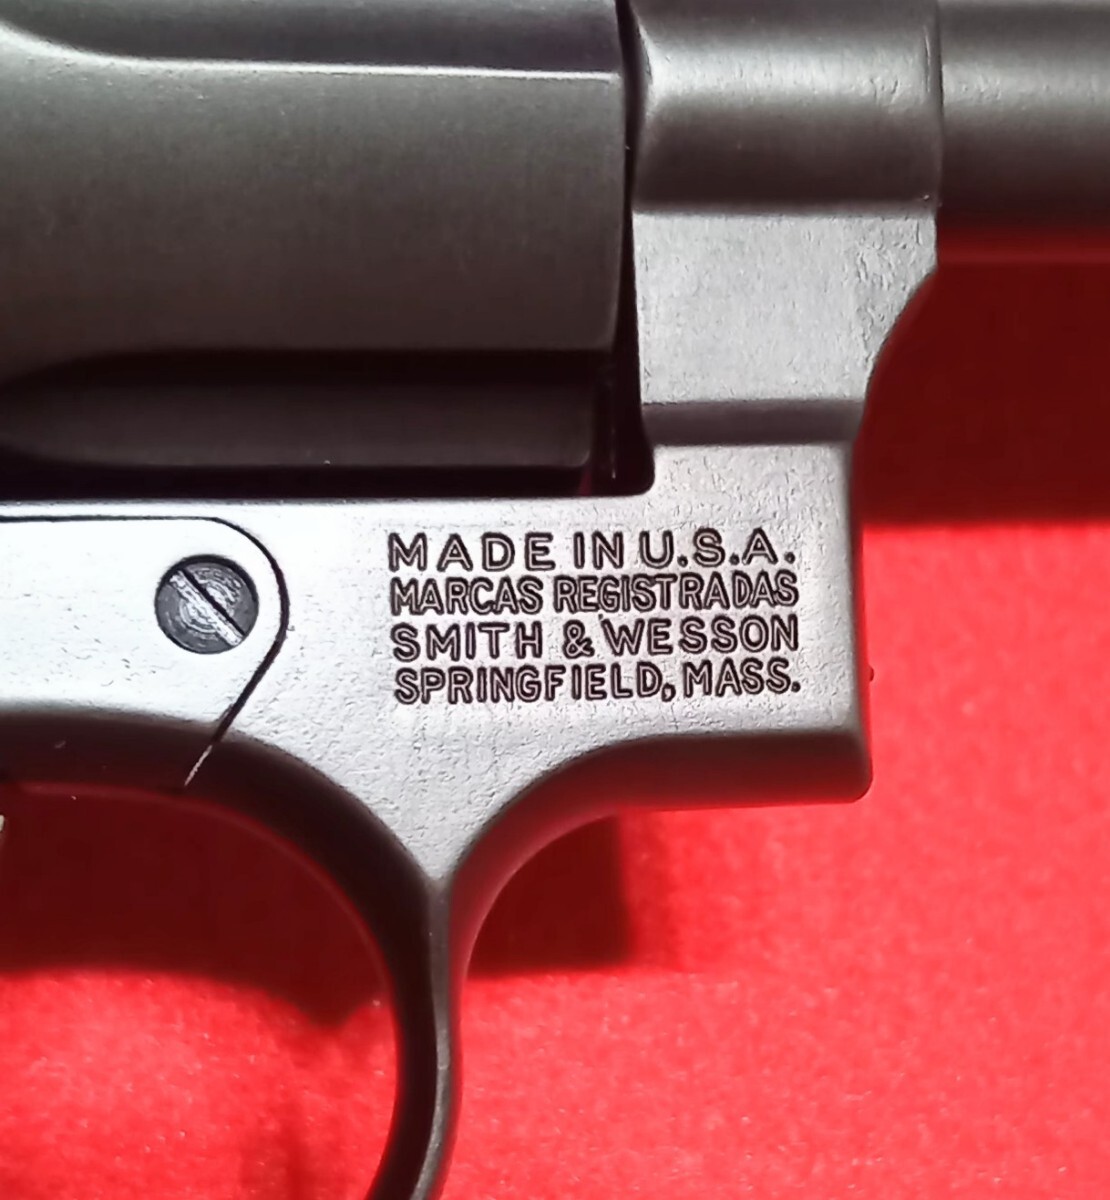 MADE IN U.S.A.
MARCAS REGISTRADAS
SMITH & WESSON
SPRINGFIELD, MASS.